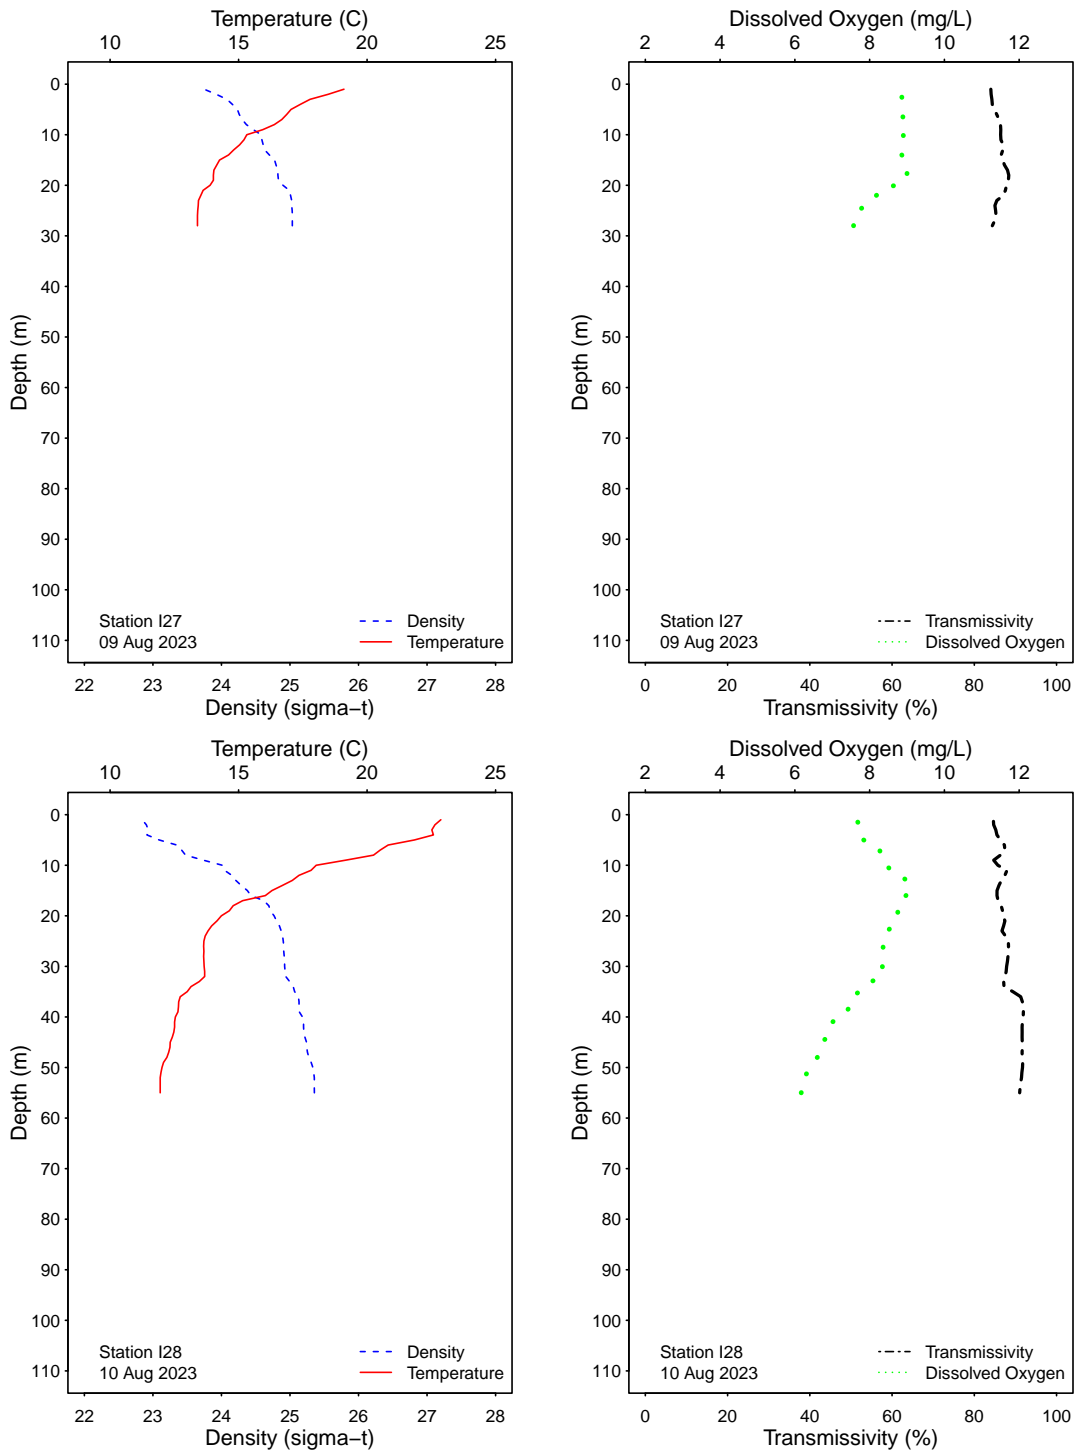 Temperature (C)
10 15 20 25
0
10
20
30
40
50
60
70
80
90
100
110
Depth (m)
Station I27
09 Aug 2023
Density
Temperature
22 23 24 25 26 27 28
Density (sigma−t)
Dissolved Oxygen (mg/L)
2 4 6 8 10 12
0
10
20
30
40
50
60
70
80
90
100
110
Depth (m)
Station I27
09 Aug 2023
Transmissivity
Dissolved Oxygen
0 20 40 60 80 100
Transmissivity (%)
Temperature (C)
10 15 20 25
0
10
20
30
40
50
60
70
80
90
100
110
Depth (m)
Station I28
10 Aug 2023
Density
Temperature
22 23 24 25 26 27 28
Density (sigma−t)
Dissolved Oxygen (mg/L)
2 4 6 8 10 12
0
10
20
30
40
50
60
70
80
90
100
110
Depth (m)
Station I28
10 Aug 2023
Transmissivity
Dissolved Oxygen
0 20 40 60 80 100
Transmissivity (%)